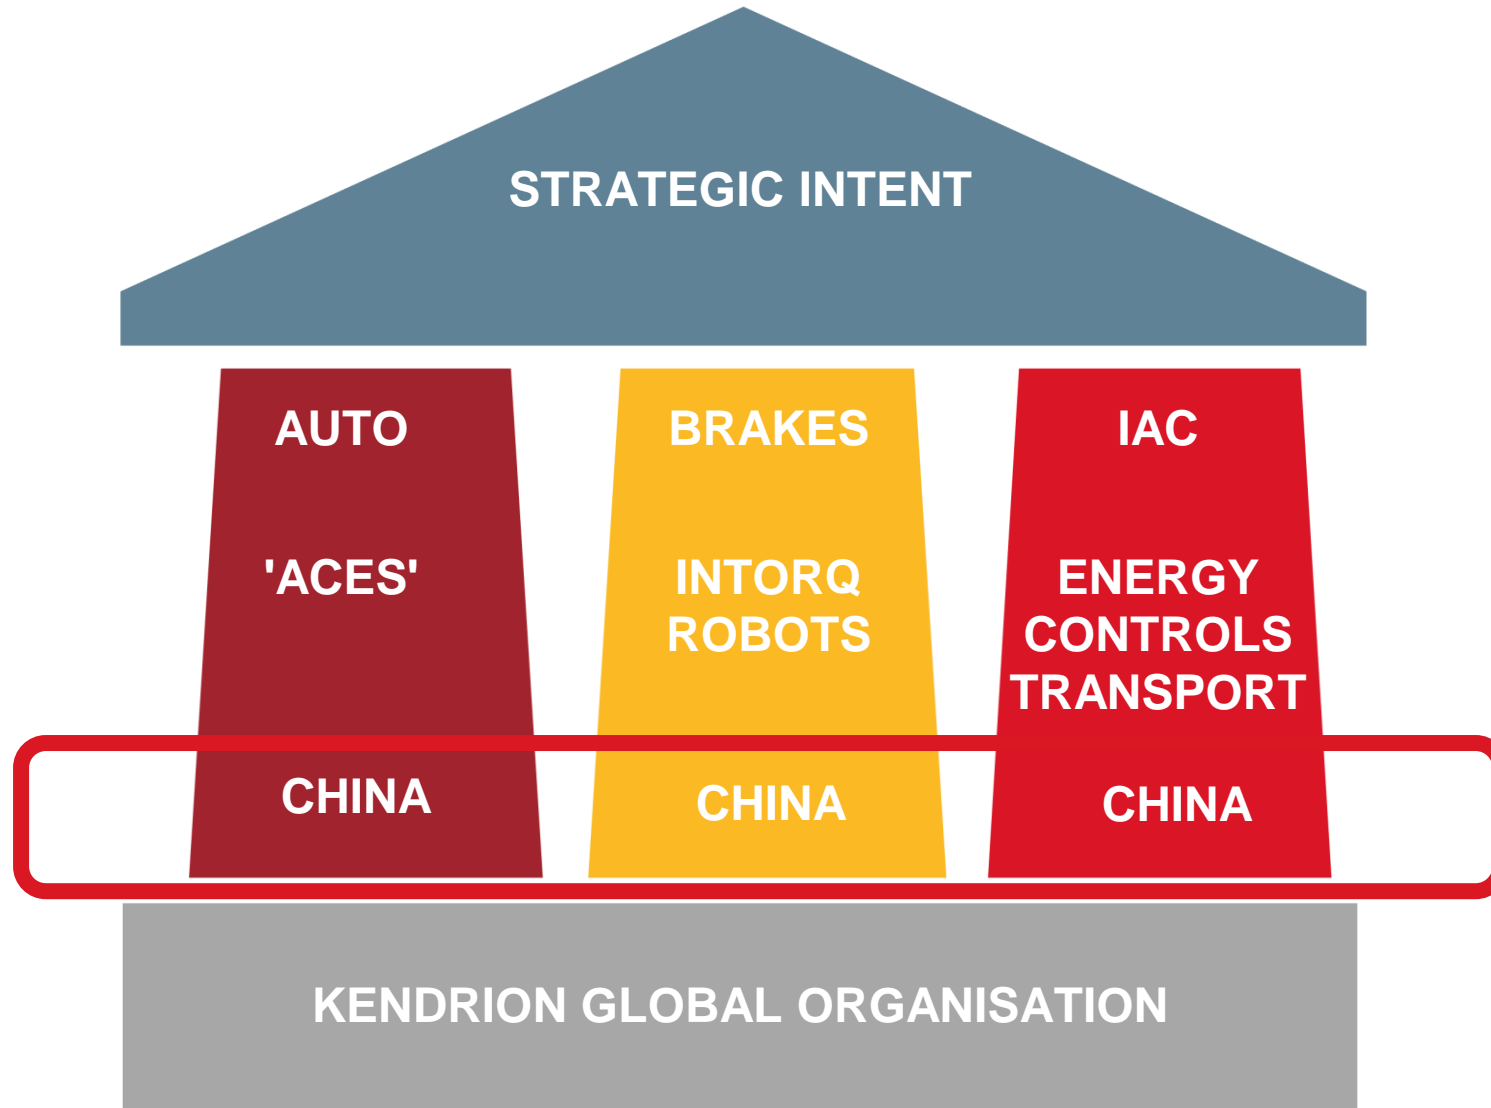 STRATEGIC INTENT
AUTO
'ACES'
CHINA
BRAKES
INTORQ
ROBOTS
CHINA
IAC
ENERGY
CONTROLS
TRANSPORT
CHINA
KENDRION GLOBAL ORGANISATION